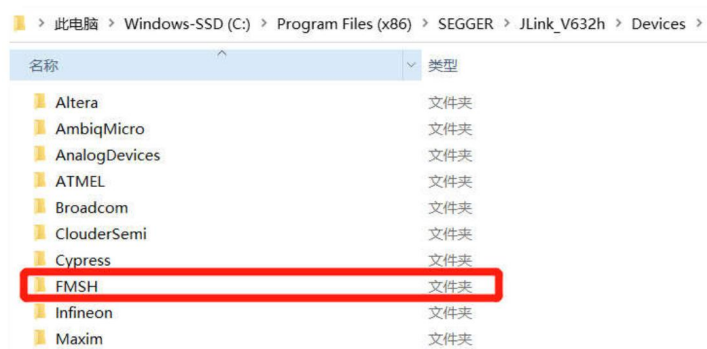 此电脑 > Windows-SSD (C:) > Program Files (x86) > SEGGER > JLink_V632h > Devices >
名称 类型
Altera 文件夹
AmbiqMicro 文件夹
AnalogDevices 文件夹
ATMEL 文件夹
Broadcom 文件夹
ClouderSemi 文件夹
Cypress 文件夹
FMSH 文件夹
Infineon 文件夹
Maxim 文件夹